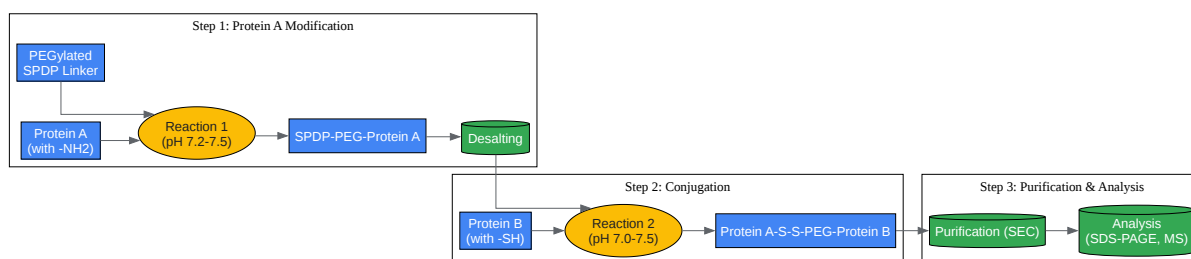 Step 1: Protein A Modification
PEGylated
SPDP Linker
Protein A
(with -NH2)
Reaction 1
(pH 7.2-7.5)
SPDP-PEG-Protein A
Desalting
Step 2: Conjugation
Protein B
(with -SH)
Reaction 2
(pH 7.0-7.5)
Protein A-S-S-PEG-Protein B
Step 3: Purification & Analysis
Purification (SEC)
Analysis
(SDS-PAGE, MS)